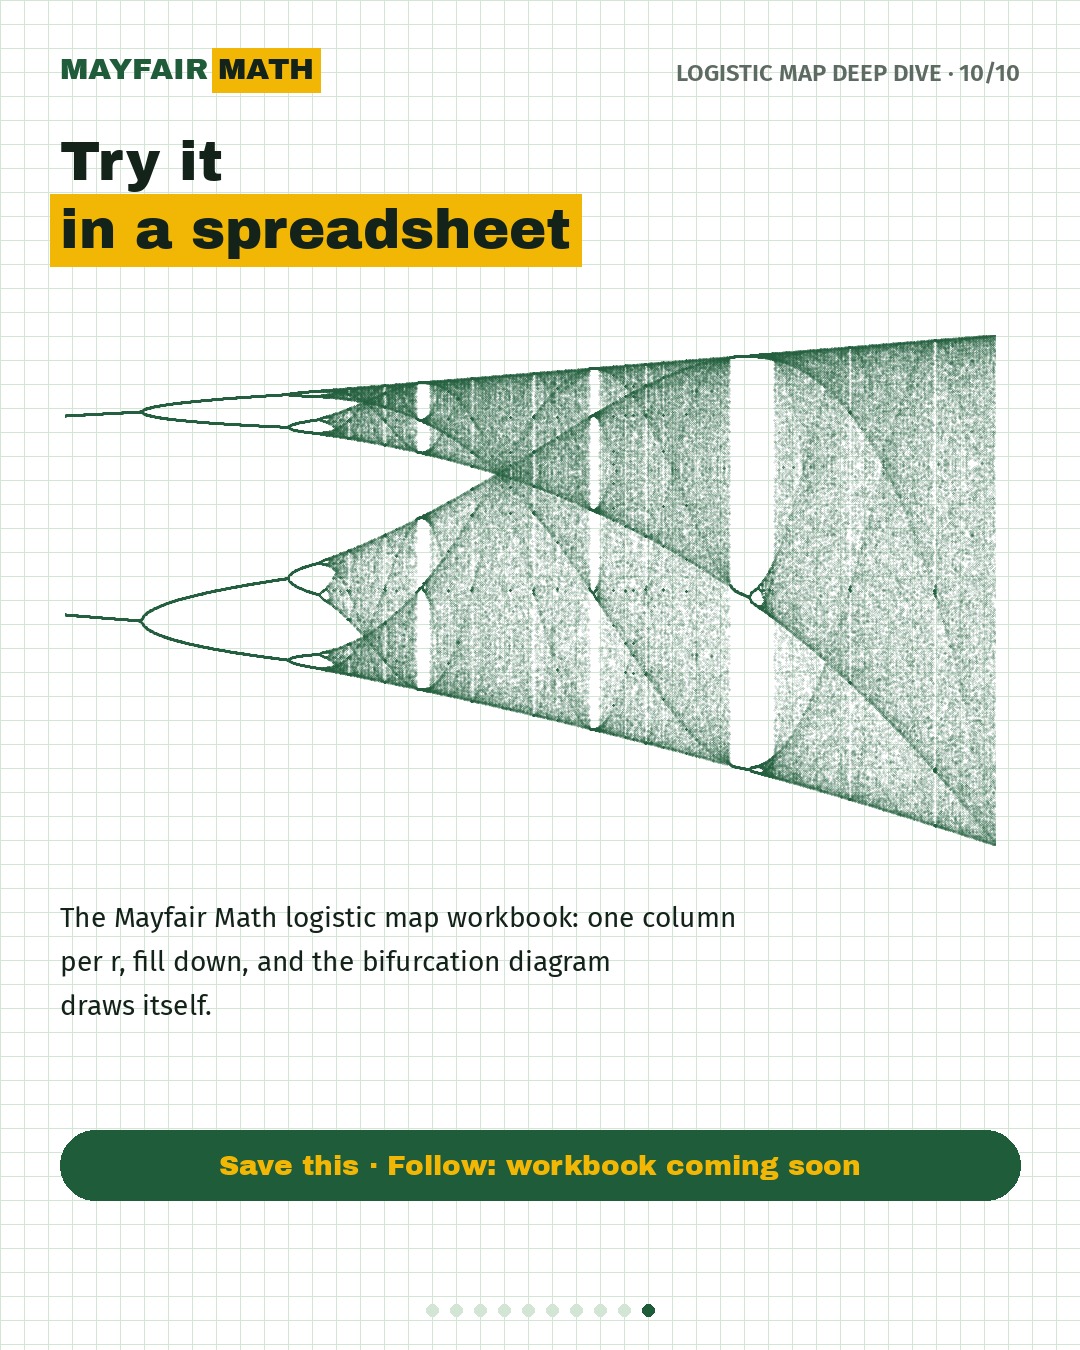 MAYFAIR MATH
LOGISTIC MAP DEEP DIVE · 10/10
Try it
in a spreadsheet
The Mayfair Math logistic map workbook: one column
per r, fill down, and the bifurcation diagram
draws itself.
Save this · Follow: workbook coming soon